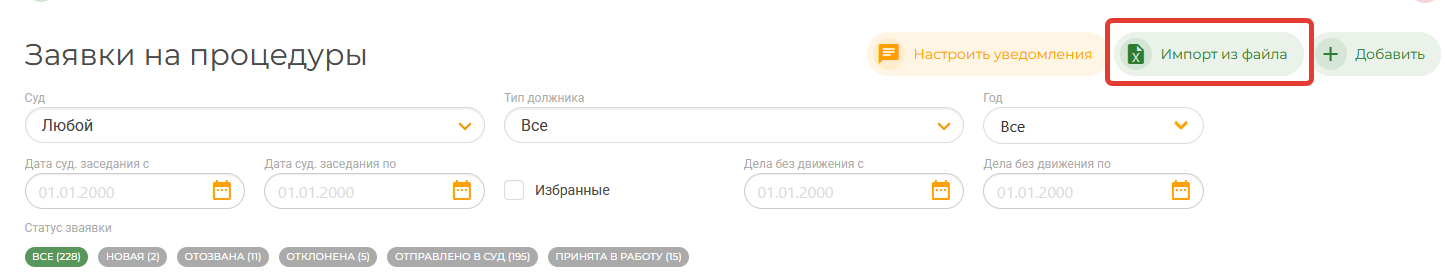 Заявки на процедуры
Настроить уведомления
Импорт из файла
Добавить
Суд
Тип должника
Год
Любой
Все
Все
Дата суд. заседания с
Дата суд. заседания по
Дела без движения с
Дела без движения по
01.01.2000
01.01.2000
Избранные
01.01.2000
01.01.2000
Статус зваявки
ВСЕ (228)
НОВАЯ (2)
ОТОЗВАНА (11)
ОТКЛОНЕНА (5)
ОТПРАВЛЕНО В СУД (195)
ПРИНЯТА В РАБОТУ (15)